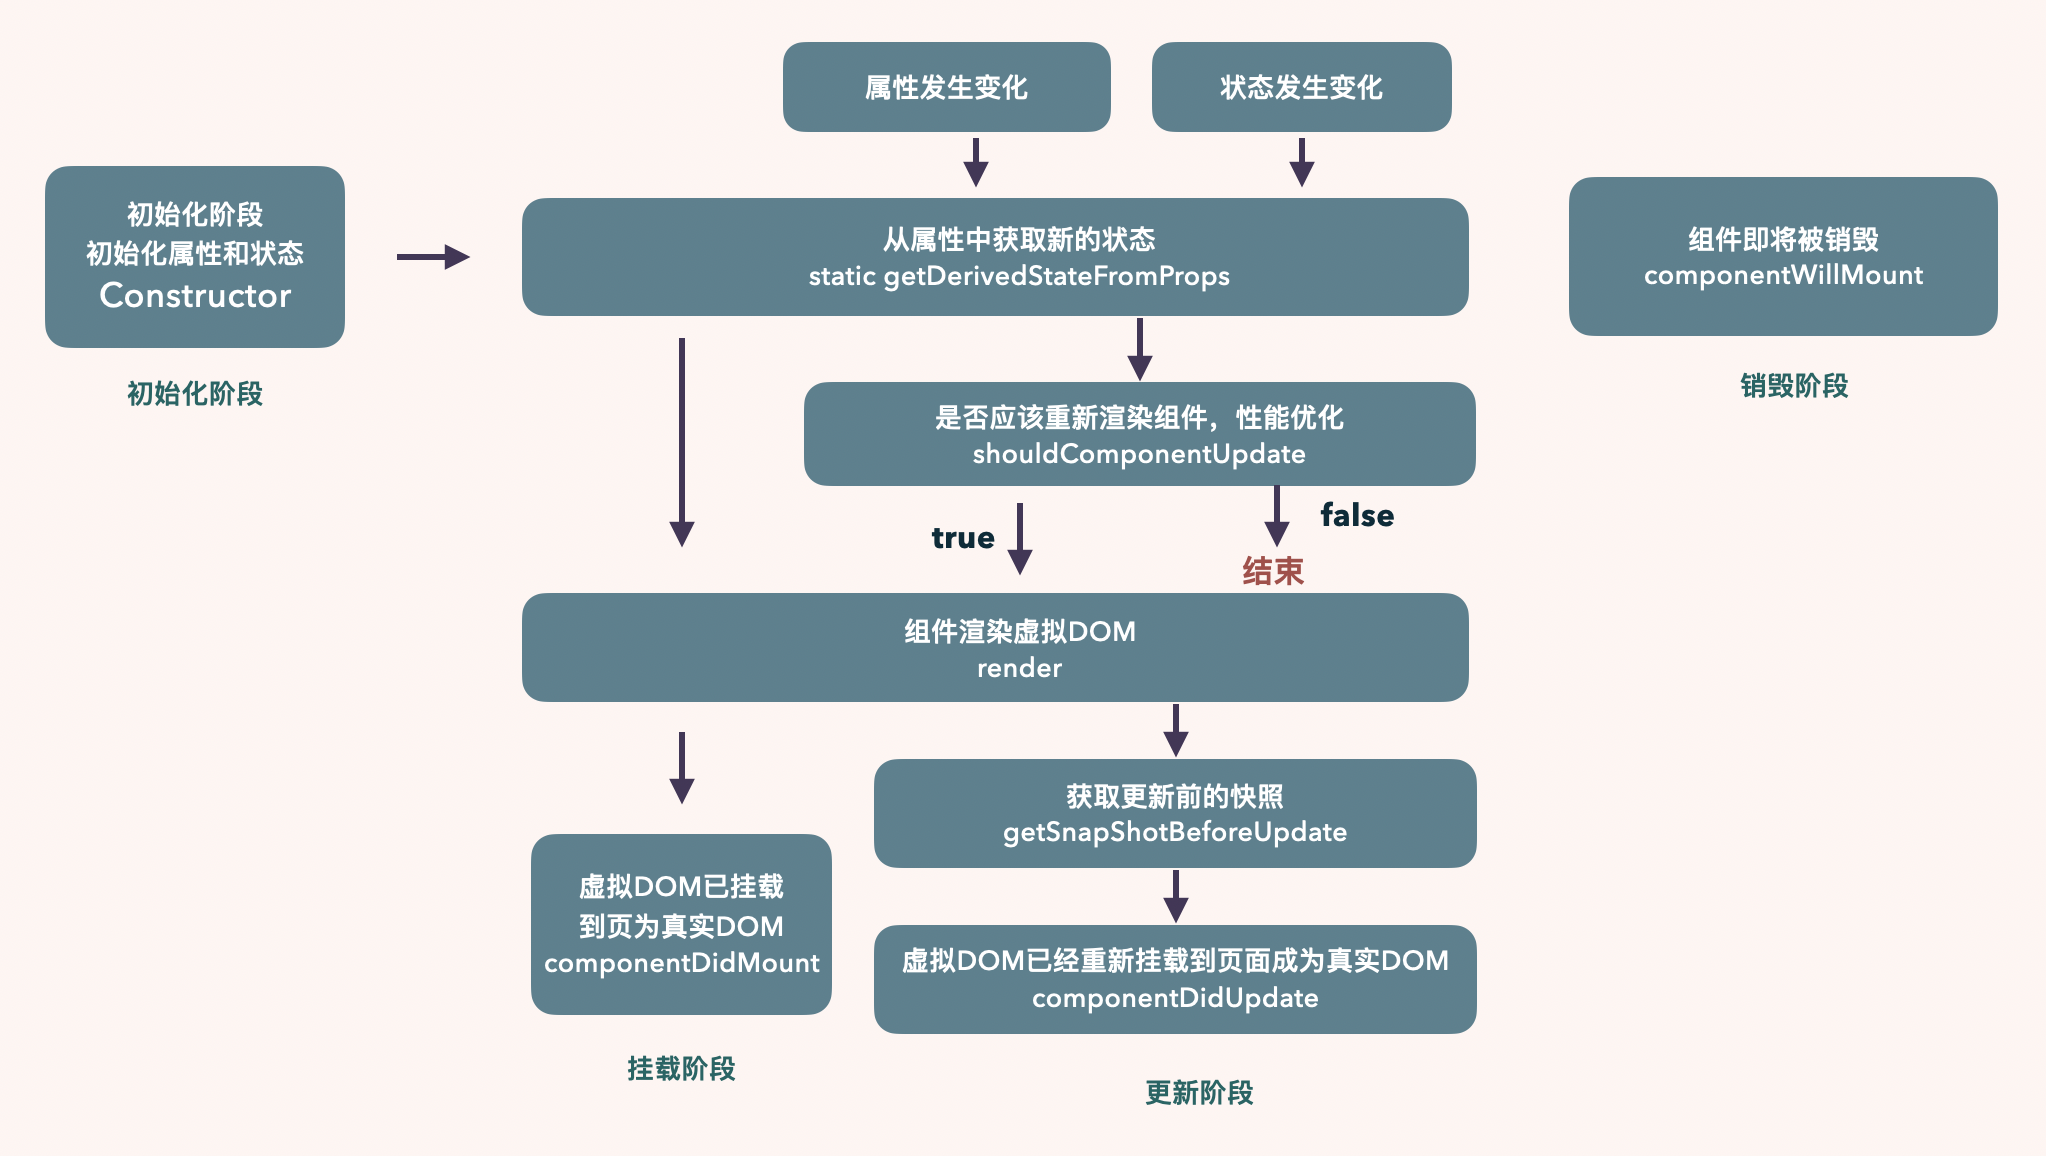 属性发生变化
状态发生变化
初始化阶段
初始化属性和状态
Constructor
初始化阶段
从属性中获取新的状态
static getDerivedStateFromProps
组件即将被销毁
componentWillMount
销毁阶段
是否应该重新渲染组件，性能优化
shouldComponentUpdate
true
false
结束
组件渲染虚拟DOM
render
获取更新前的快照
getSnapShotBeforeUpdate
虚拟DOM已挂载
到页为真实DOM
componentDidMount
挂载阶段
虚拟DOM已经重新挂载到页面成为真实DOM
componentDidUpdate
更新阶段